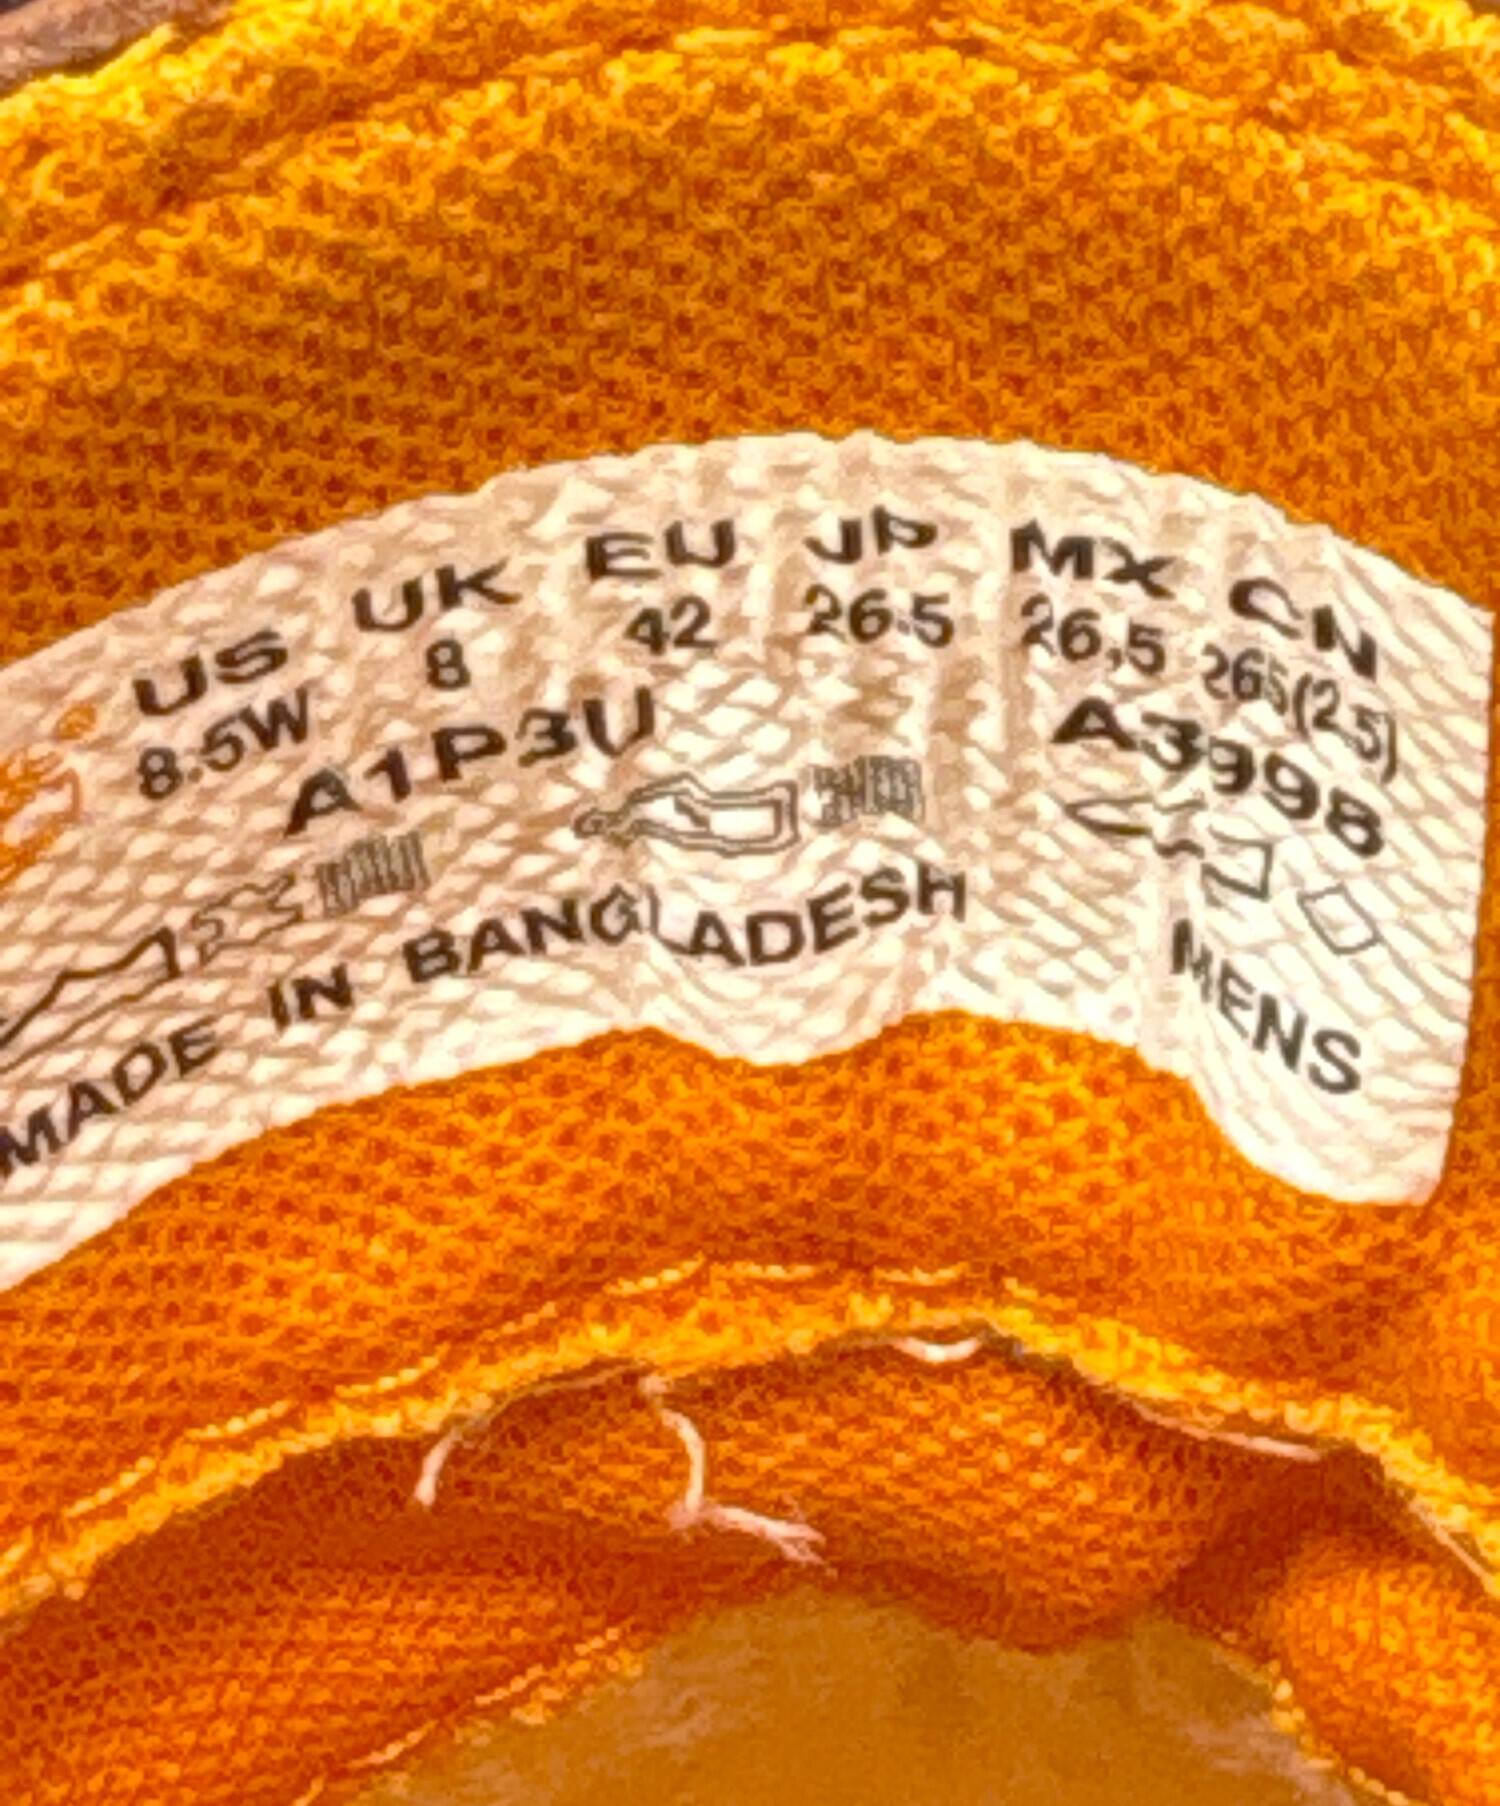 US UK EU JP MX CN
8.5W 8 42 26.5 26,5 265(2.5)
A1P3U A3998
MADE IN BANGLADESH MENS